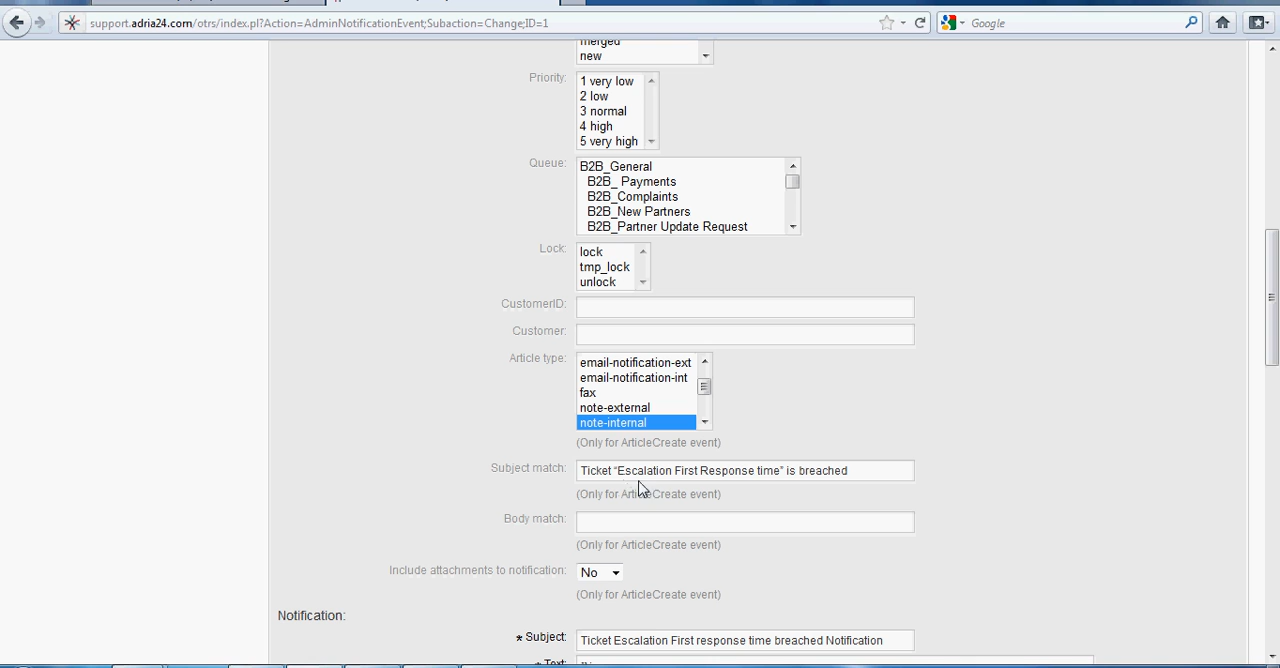 support.adria24.com/otrs/index.pl?Action=AdminNotificationEvent;Subaction=Change;ID=1
Google
merged
new
Priority:
1 very low
2 low
3 normal
4 high
5 very high
Queue:
B2B_General
B2B_ Payments
B2B_Complaints
B2B_New Partners
B2B_Partner Update Request
Lock:
lock
tmp_lock
unlock
CustomerID:
Customer:
Article type:
email-notification-ext
email-notification-int
fax
note-external
note-internal
(Only for ArticleCreate event)
Subject match:
Ticket “Escalation First Response time” is breached
(Only for ArticleCreate event)
Body match:
(Only for ArticleCreate event)
Include attachments to notification:
No
(Only for ArticleCreate event)
Notification:
* Subject:
Ticket Escalation First response time breached Notification
* Text: